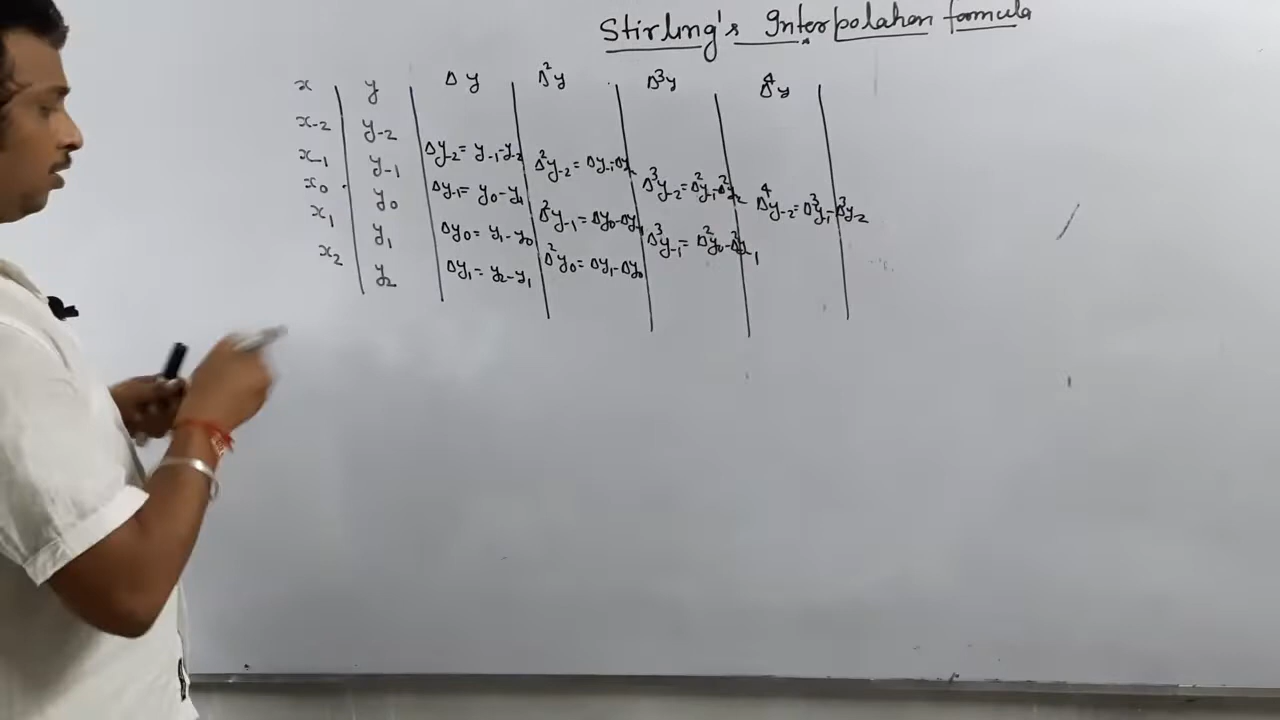 Stirling's Interpolation formula
x y Δy Δ²y Δ³y Δ⁴y
x₋₂ y₋₂
Δy₋₂ = y₋₁ - y₋₂
x₋₁ y₋₁ Δ²y₋₂ = Δy₋₁ - Δy₋₂
Δy₋₁ = y₀ - y₋₁ Δ³y₋₂ = Δ²y₋₁ - Δ²y₋₂
x₀ y₀ Δ²y₋₁ = Δy₀ - Δy₋₁ Δ⁴y₋₂ = Δ³y₋₁ - Δ³y₋₂
Δy₀ = y₁ - y₀ Δ³y₋₁ = Δ²y₀ - Δ²y₋₁
x₁ y₁ Δ²y₀ = Δy₁ - Δy₀
Δy₁ = y₂ - y₁
x₂ y₂